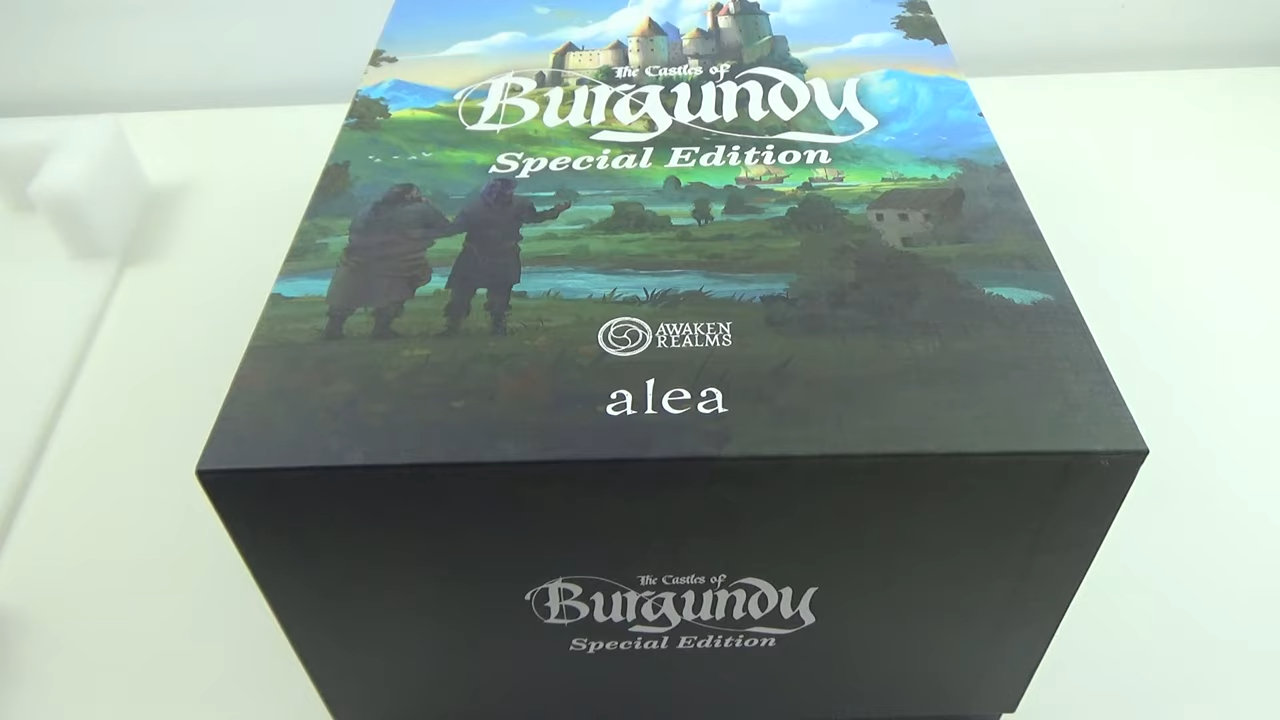 The Castles of
Burgundy
Special Edition
AWAKEN
REALMS
alea
The Castles of
Burgundy
Special Edition